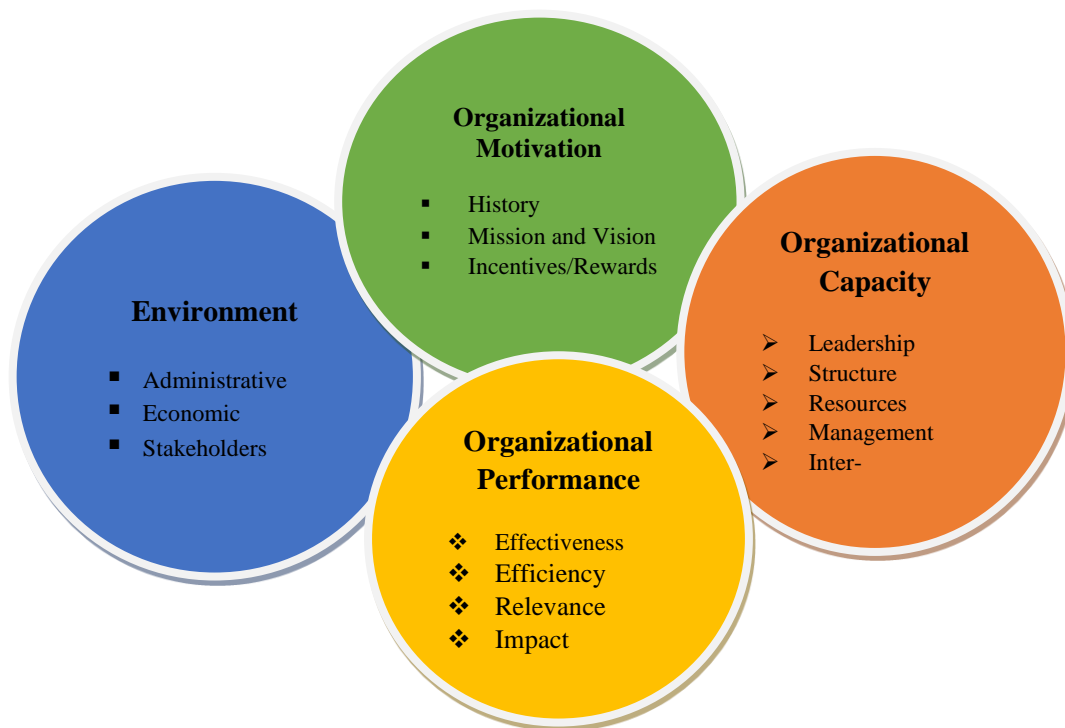 Organizational
Motivation
▪ History
▪ Mission and Vision
▪ Incentives/Rewards
Environment
▪ Administrative
▪ Economic
▪ Stakeholders
Organizational
Capacity
➢ Leadership
➢ Structure
➢ Resources
➢ Management
➢ Inter-
Organizational
Performance
❖ Effectiveness
❖ Efficiency
❖ Relevance
❖ Impact